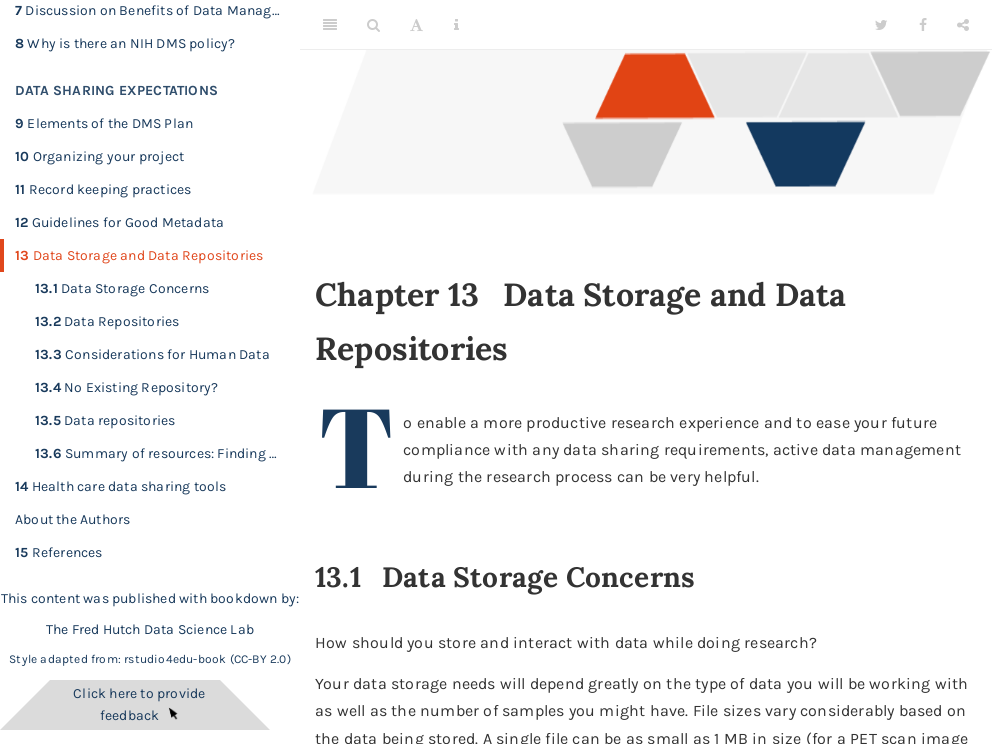 7 Discussion on Benefits of Data Manag…
8 Why is there an NIH DMS policy?
DATA SHARING EXPECTATIONS
9 Elements of the DMS Plan
10 Organizing your project
11 Record keeping practices
12 Guidelines for Good Metadata
13 Data Storage and Data Repositories
13.1 Data Storage Concerns
13.2 Data Repositories
13.3 Considerations for Human Data
13.4 No Existing Repository?
13.5 Data repositories
13.6 Summary of resources: Finding …
14 Health care data sharing tools
About the Authors
15 References
This content was published with bookdown by:
The Fred Hutch Data Science Lab
Style adapted from: rstudio4edu-book (CC-BY 2.0)
Click here to provide
feedback
Chapter 13 Data Storage and Data
Repositories
To enable a more productive research experience and to ease your future
compliance with any data sharing requirements, active data management
during the research process can be very helpful.
13.1 Data Storage Concerns
How should you store and interact with data while doing research?
Your data storage needs will depend greatly on the type of data you will be working with
as well as the number of samples you might have. File sizes vary considerably based on
the data being stored. A single file can be as small as 1 MB in size (for a PET scan image